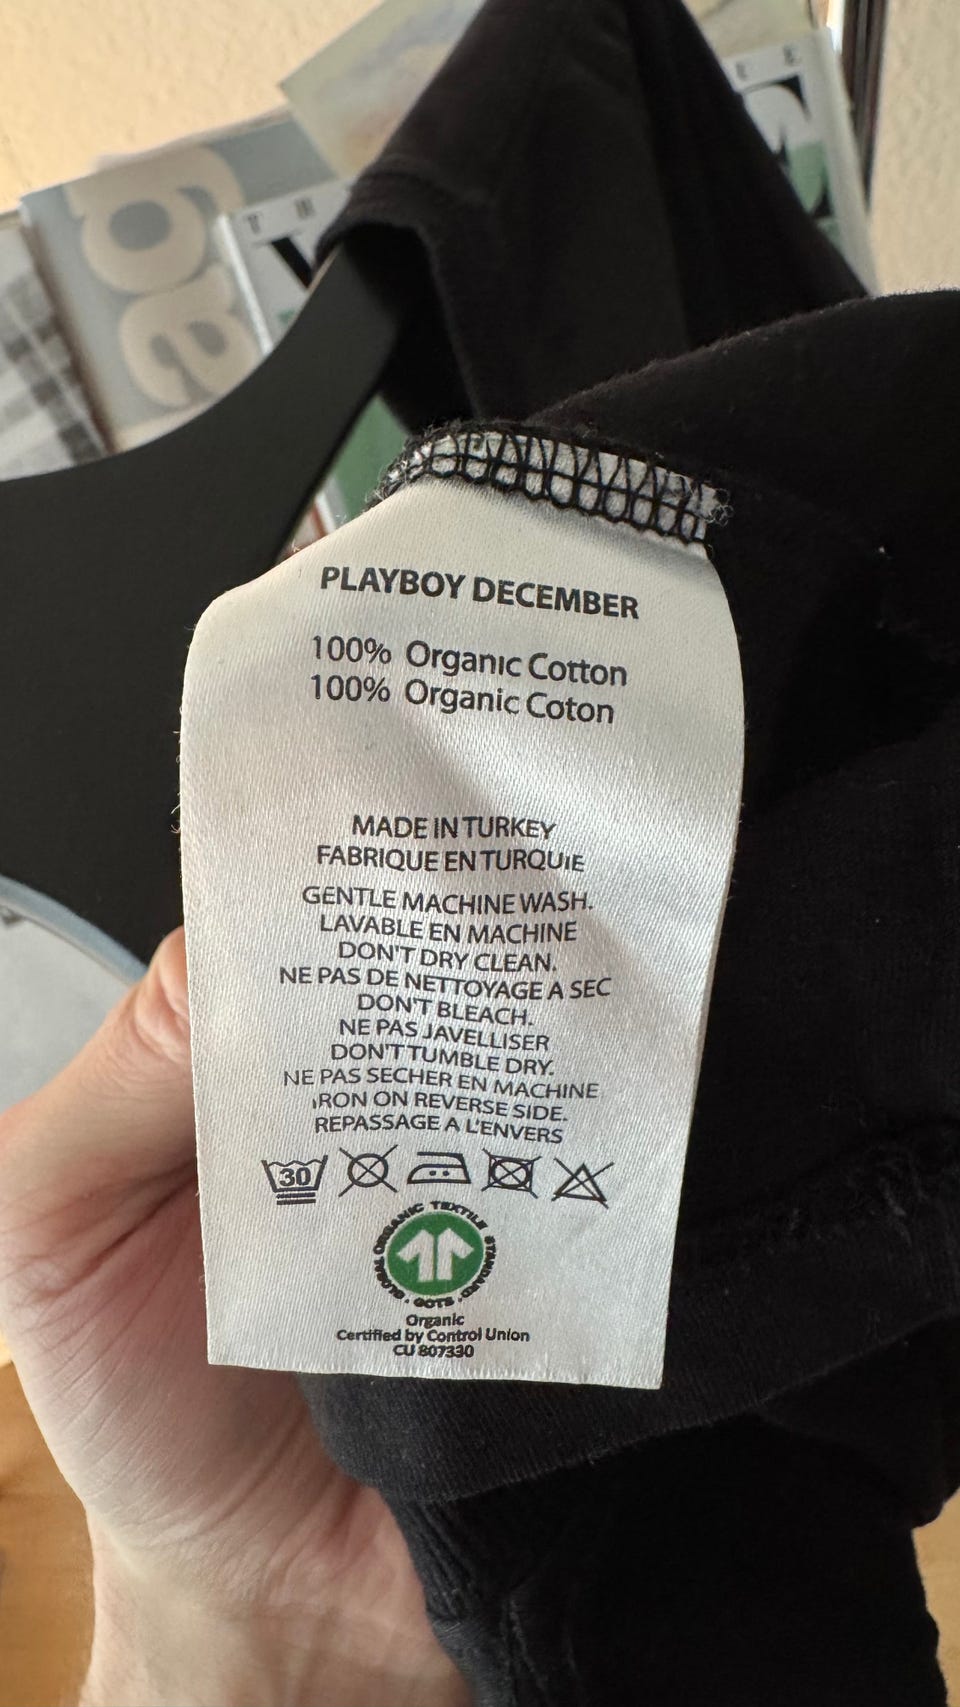 PLAYBOY DECEMBER
100% Organic Cotton
100% Organic Coton
MADE IN TURKEY
FABRIQUE EN TURQUIE
GENTLE MACHINE WASH.
LAVABLE EN MACHINE
DON'T DRY CLEAN.
NE PAS DE NETTOYAGE A SEC
DON'T BLEACH.
NE PAS JAVELLISER
DON'T TUMBLE DRY.
NE PAS SECHER EN MACHINE
IRON ON REVERSE SIDE.
REPASSAGE A L'ENVERS
30
GLOBAL ORGANIC TEXTILE STANDARD · GOTS ·
Organic
Certified by Control Union
CU 807330